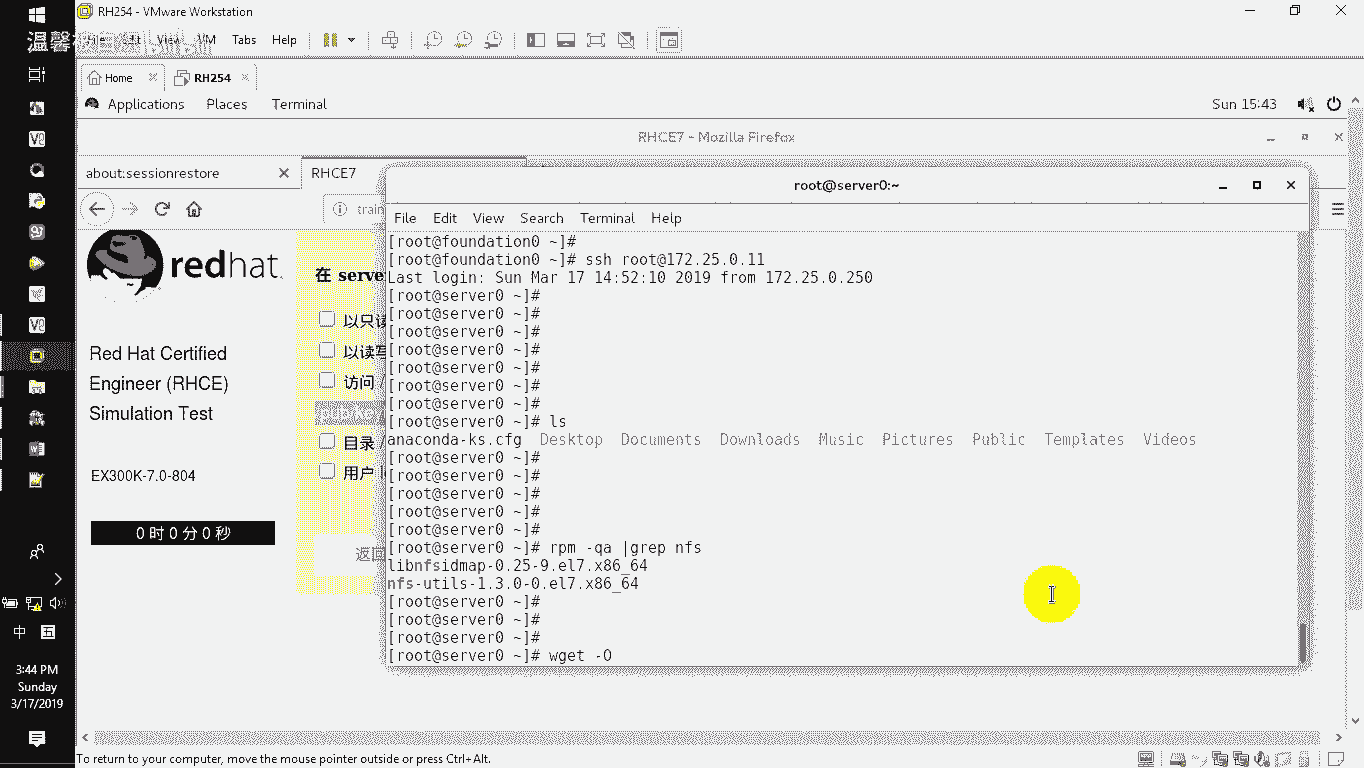 RH254 - VMware Workstation
View VM Tabs Help
Home RH254
Applications Places Terminal Sun 15:43
RHCE7 - Mozilla Firefox
about:sessionrestore RHCE7
train
redhat.
Red Hat Certified
Engineer (RHCE)
Simulation Test
EX300K-7.0-804
0 时 0 分 0 秒
在 serve
以只读
以读写
访问
目录
用户
返回
root@server0:~
File Edit View Search Terminal Help
[root@foundation0 ~]#
[root@foundation0 ~]# ssh root@172.25.0.11
Last login: Sun Mar 17 14:52:10 2019 from 172.25.0.250
[root@server0 ~]#
[root@server0 ~]#
[root@server0 ~]#
[root@server0 ~]#
[root@server0 ~]#
[root@server0 ~]#
[root@server0 ~]#
[root@server0 ~]# ls
anaconda-ks.cfg Desktop Documents Downloads Music Pictures Public Templates Videos
[root@server0 ~]#
[root@server0 ~]#
[root@server0 ~]#
[root@server0 ~]#
[root@server0 ~]#
[root@server0 ~]# rpm -qa |grep nfs
libnfsidmap-0.25-9.el7.x86_64
nfs-utils-1.3.0-0.el7.x86_64
[root@server0 ~]#
[root@server0 ~]#
[root@server0 ~]#
[root@server0 ~]# wget -O
中 五
3:44 PM
Sunday
3/17/2019
To return to your computer, move the mouse pointer outside or press Ctrl+Alt.